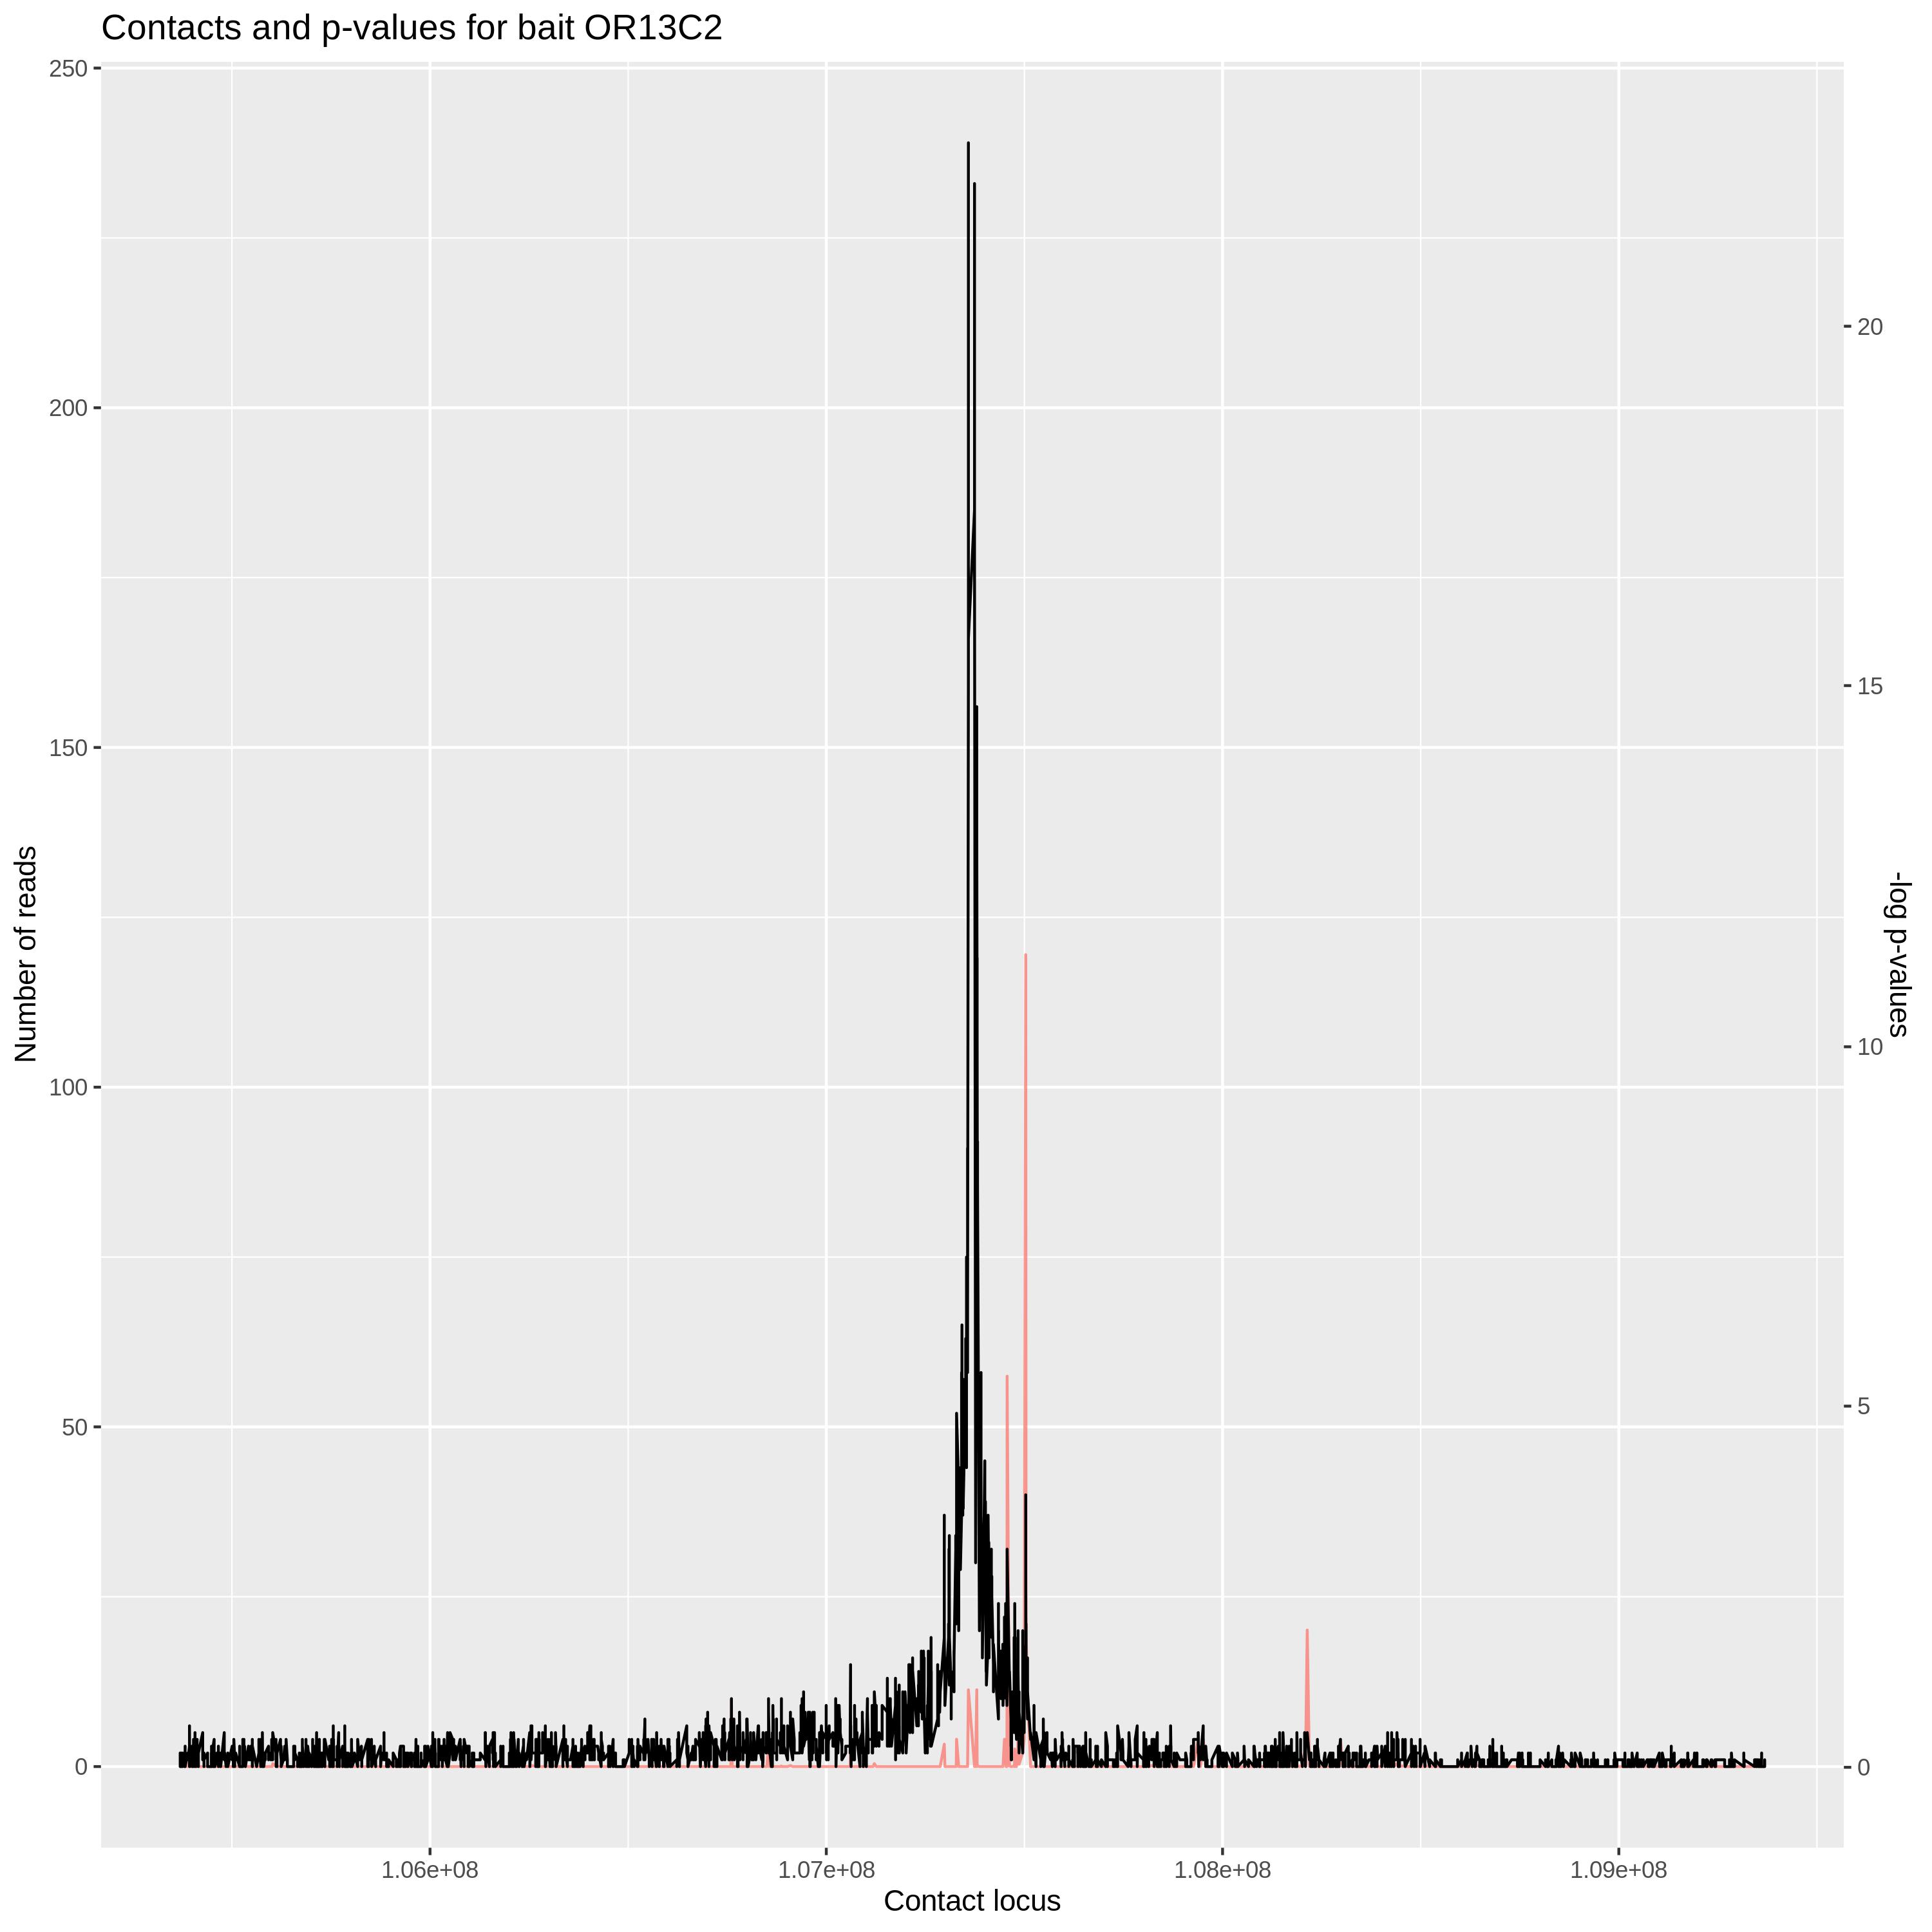 Contacts and p-values for bait OR13C2
250
200
150
100
50
0
Number of reads
20
15
10
5
0
-log p-values
1.06e+08
1.07e+08
1.08e+08
1.09e+08
Contact locus